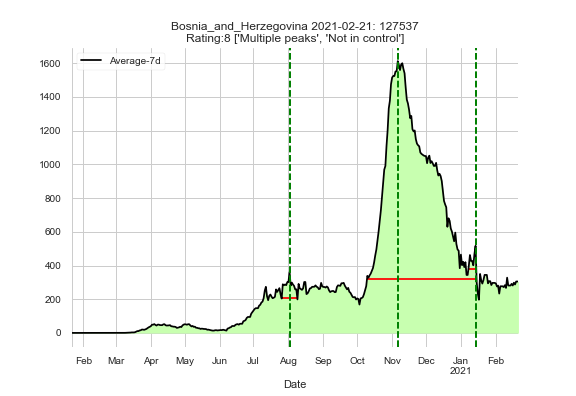 Bosnia_and_Herzegovina 2021-02-21: 127537
Rating:8 ['Multiple peaks', 'Not in control']
Average-7d
1600
1400
1200
1000
800
600
400
200
0
Feb Mar Apr May Jun Jul Aug Sep Oct Nov Dec Jan Feb
2021
Date